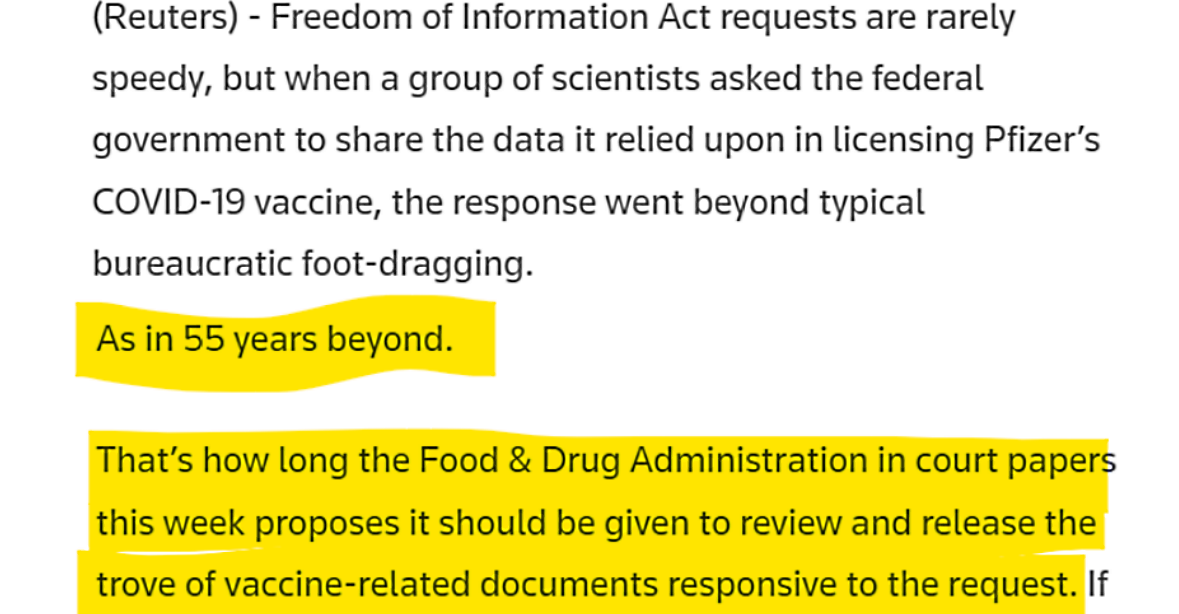 (Reuters) - Freedom of Information Act requests are rarely
speedy, but when a group of scientists asked the federal
government to share the data it relied upon in licensing Pfizer’s
COVID-19 vaccine, the response went beyond typical
bureaucratic foot-dragging.
As in 55 years beyond.
That’s how long the Food & Drug Administration in court papers
this week proposes it should be given to review and release the
trove of vaccine-related documents responsive to the request. If